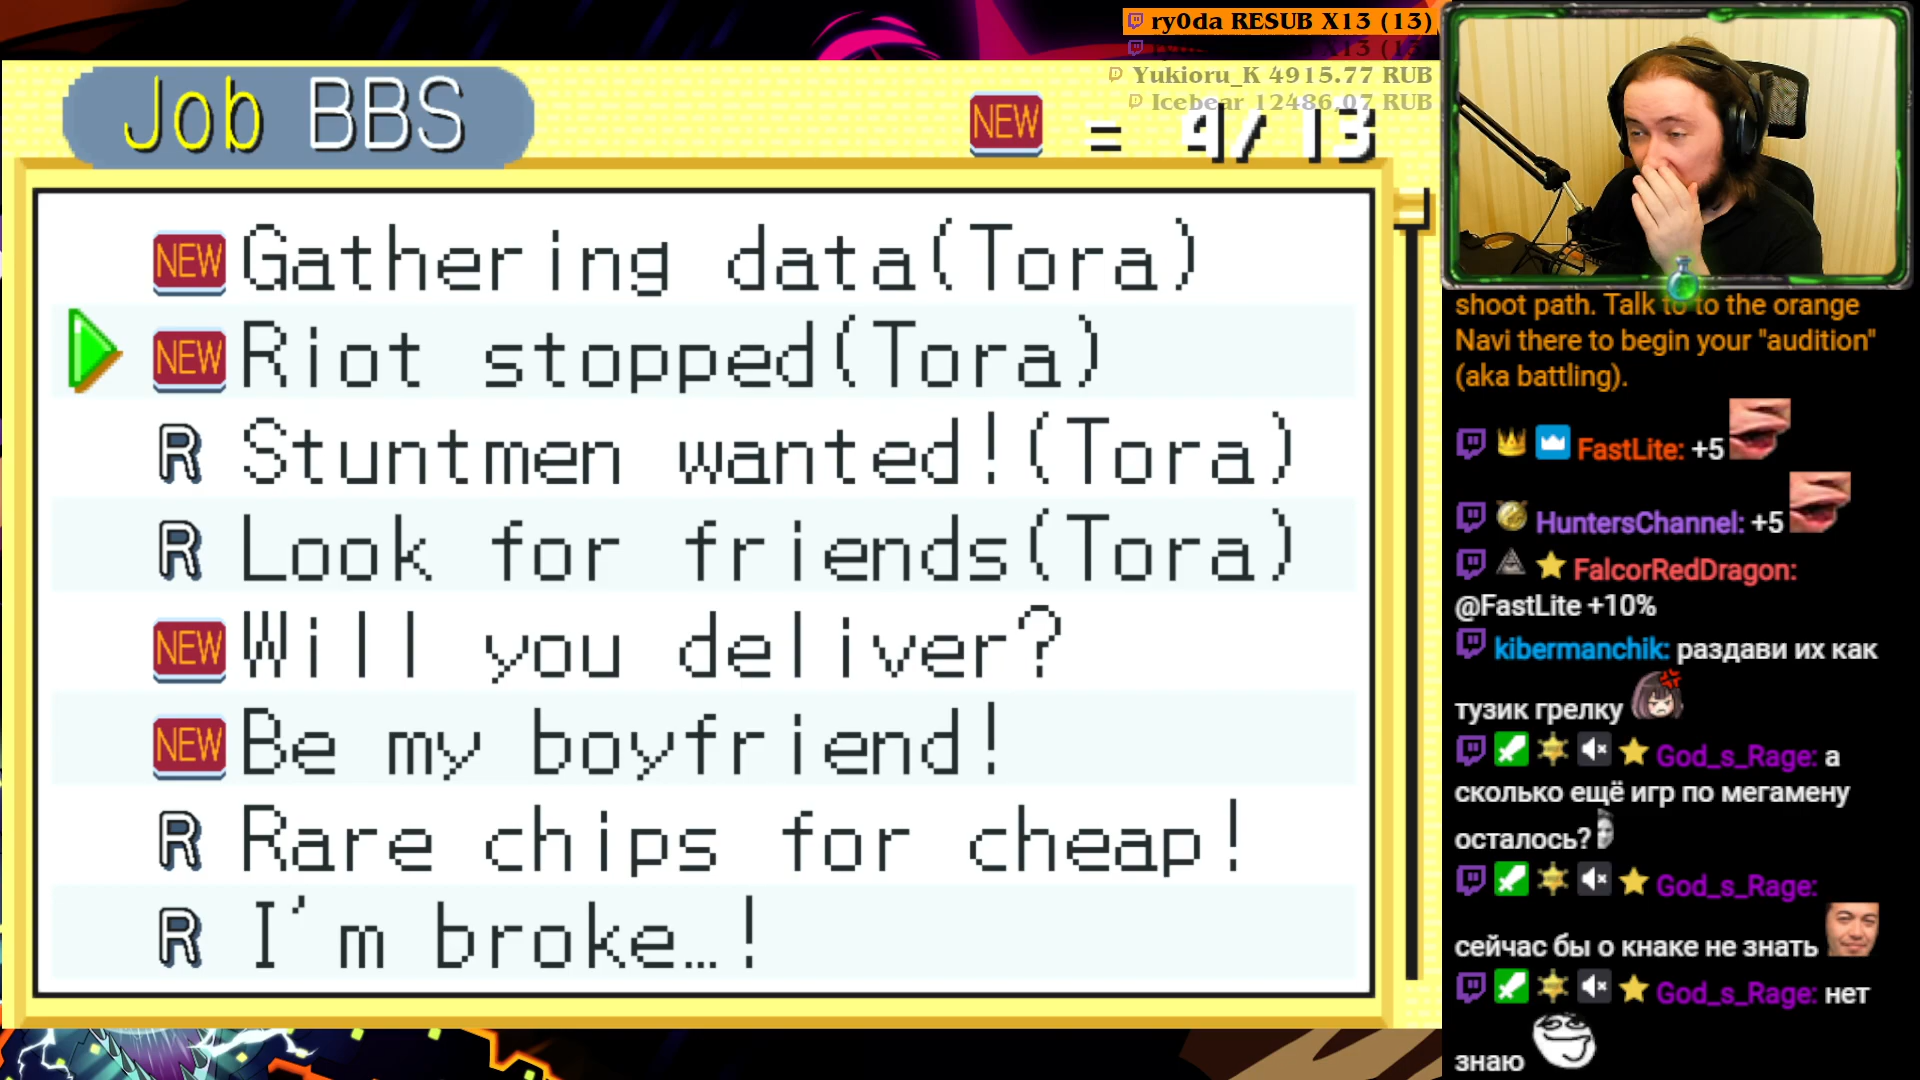 ry0da RESUB X13 (13)
Yukioru_K 4915.77 RUB
Icebear 12486.07 RUB
Job BBS
NEW = 4/13
NEW Gathering data(Tora)
NEW Riot stopped(Tora)
R Stuntmen wanted!(Tora)
R Look for friends(Tora)
NEW Will you deliver?
NEW Be my boyfriend!
R Rare chips for cheap!
R I'm broke…!
shoot path. Talk to to the orange
Navi there to begin your "audition"
(aka battling).
FastLite: +5
HuntersChannel: +5
FalcorRedDragon:
@FastLite +10%
kibermanchik: раздави их как
тузик грелку
God_s_Rage: а
сколько ещё игр по мегамену
осталось?
God_s_Rage:
сейчас бы о кнаке не знать
God_s_Rage: нет
знаю